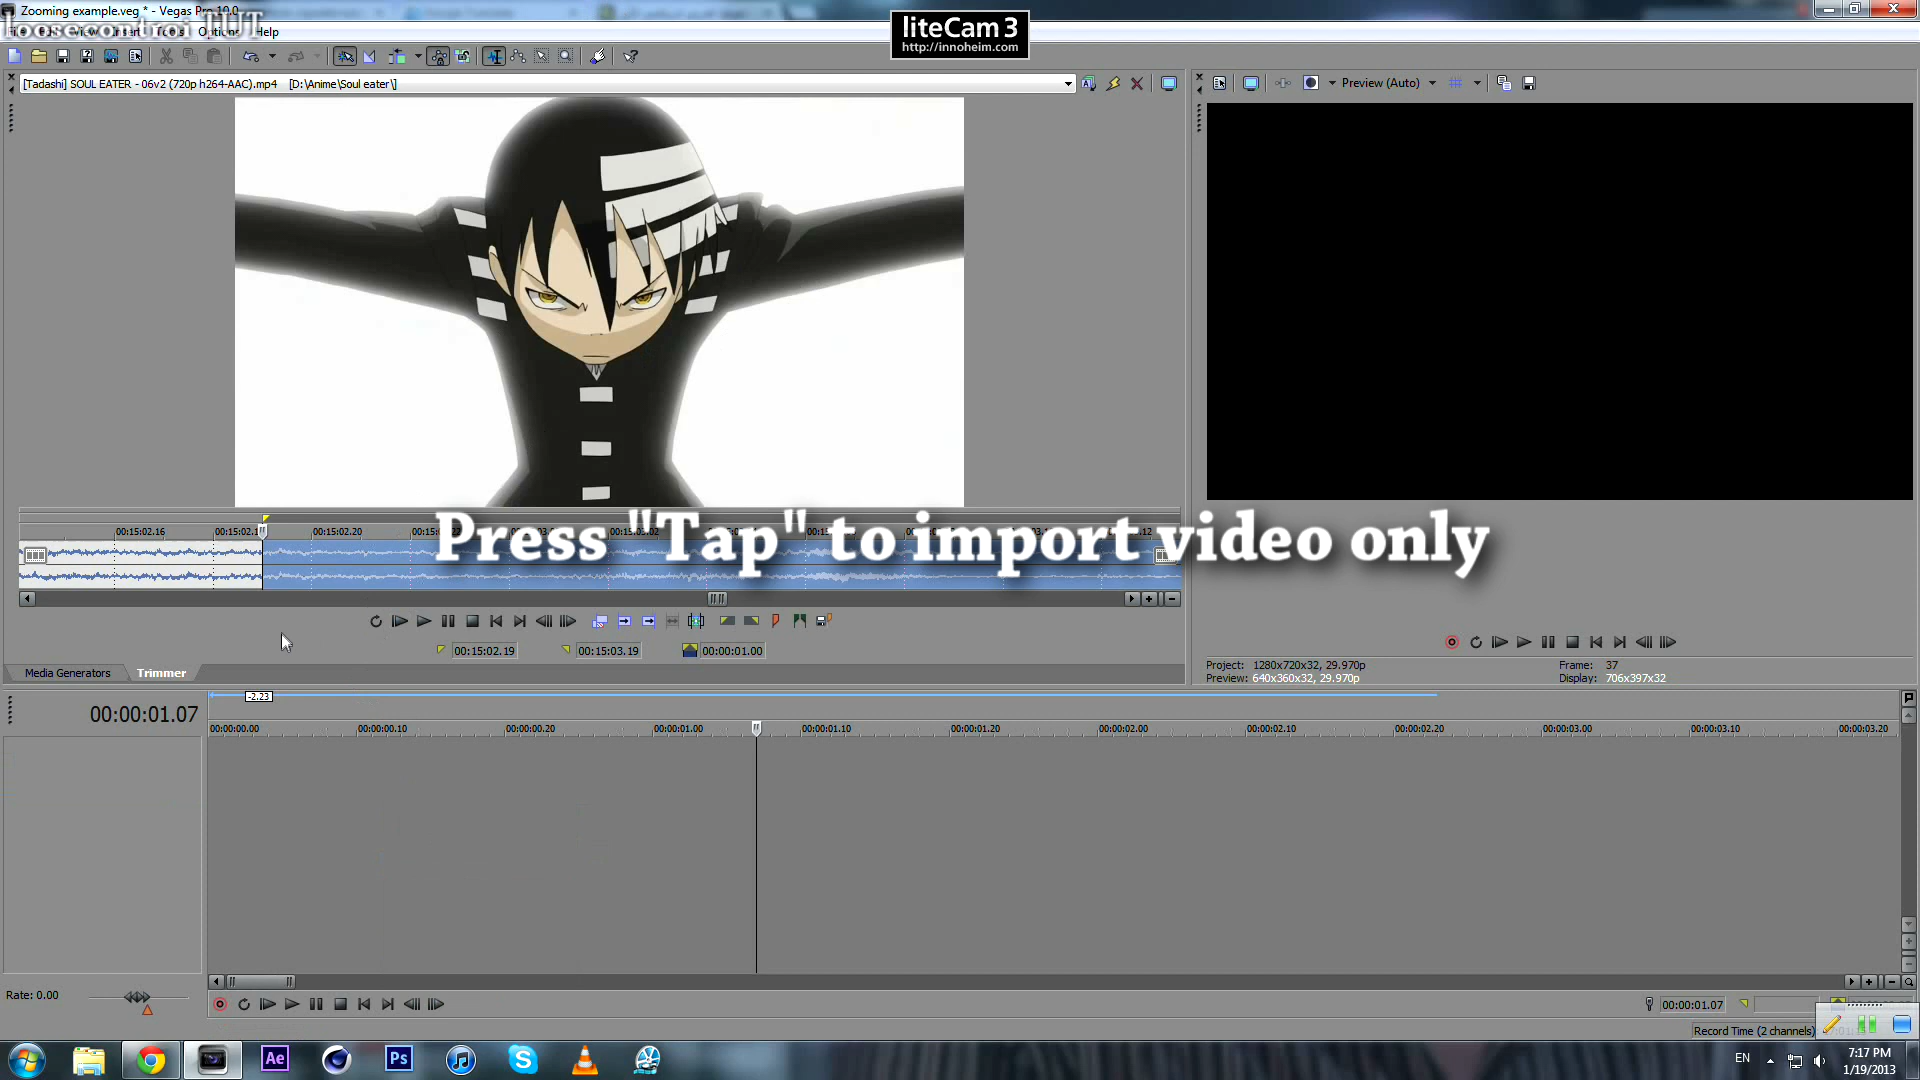 Zooming example.veg * - Vegas Pro 10.0
loosecontrol TUT
Options Help
liteCam 3
http://innoheim.com
[Tadashi] SOUL EATER - 06v2 (720p h264-AAC).mp4 [D:\Anime\Soul eater\]
Preview (Auto)
00:15:02.16
00:15:02.20
Press "Tap" to import video only
00:15:02.19
00:15:03.19
00:00:01.00
Project: 1280x720x32, 29.970p
Frame: 37
Preview: 640x360x32, 29.970p
Display: 706x397x32
Media Generators
Trimmer
-2.23
00:00:01.07
00:00:00.00
00:00:00.10
00:00:00.20
00:00:01.00
00:00:01.10
00:00:01.20
00:00:02.00
00:00:02.10
00:00:02.20
00:00:03.00
00:00:03.10
00:00:03.20
Rate: 0.00
00:00:01.07
Record Time (2 channels)
Ae
Ps
EN
7:17 PM
1/19/2013